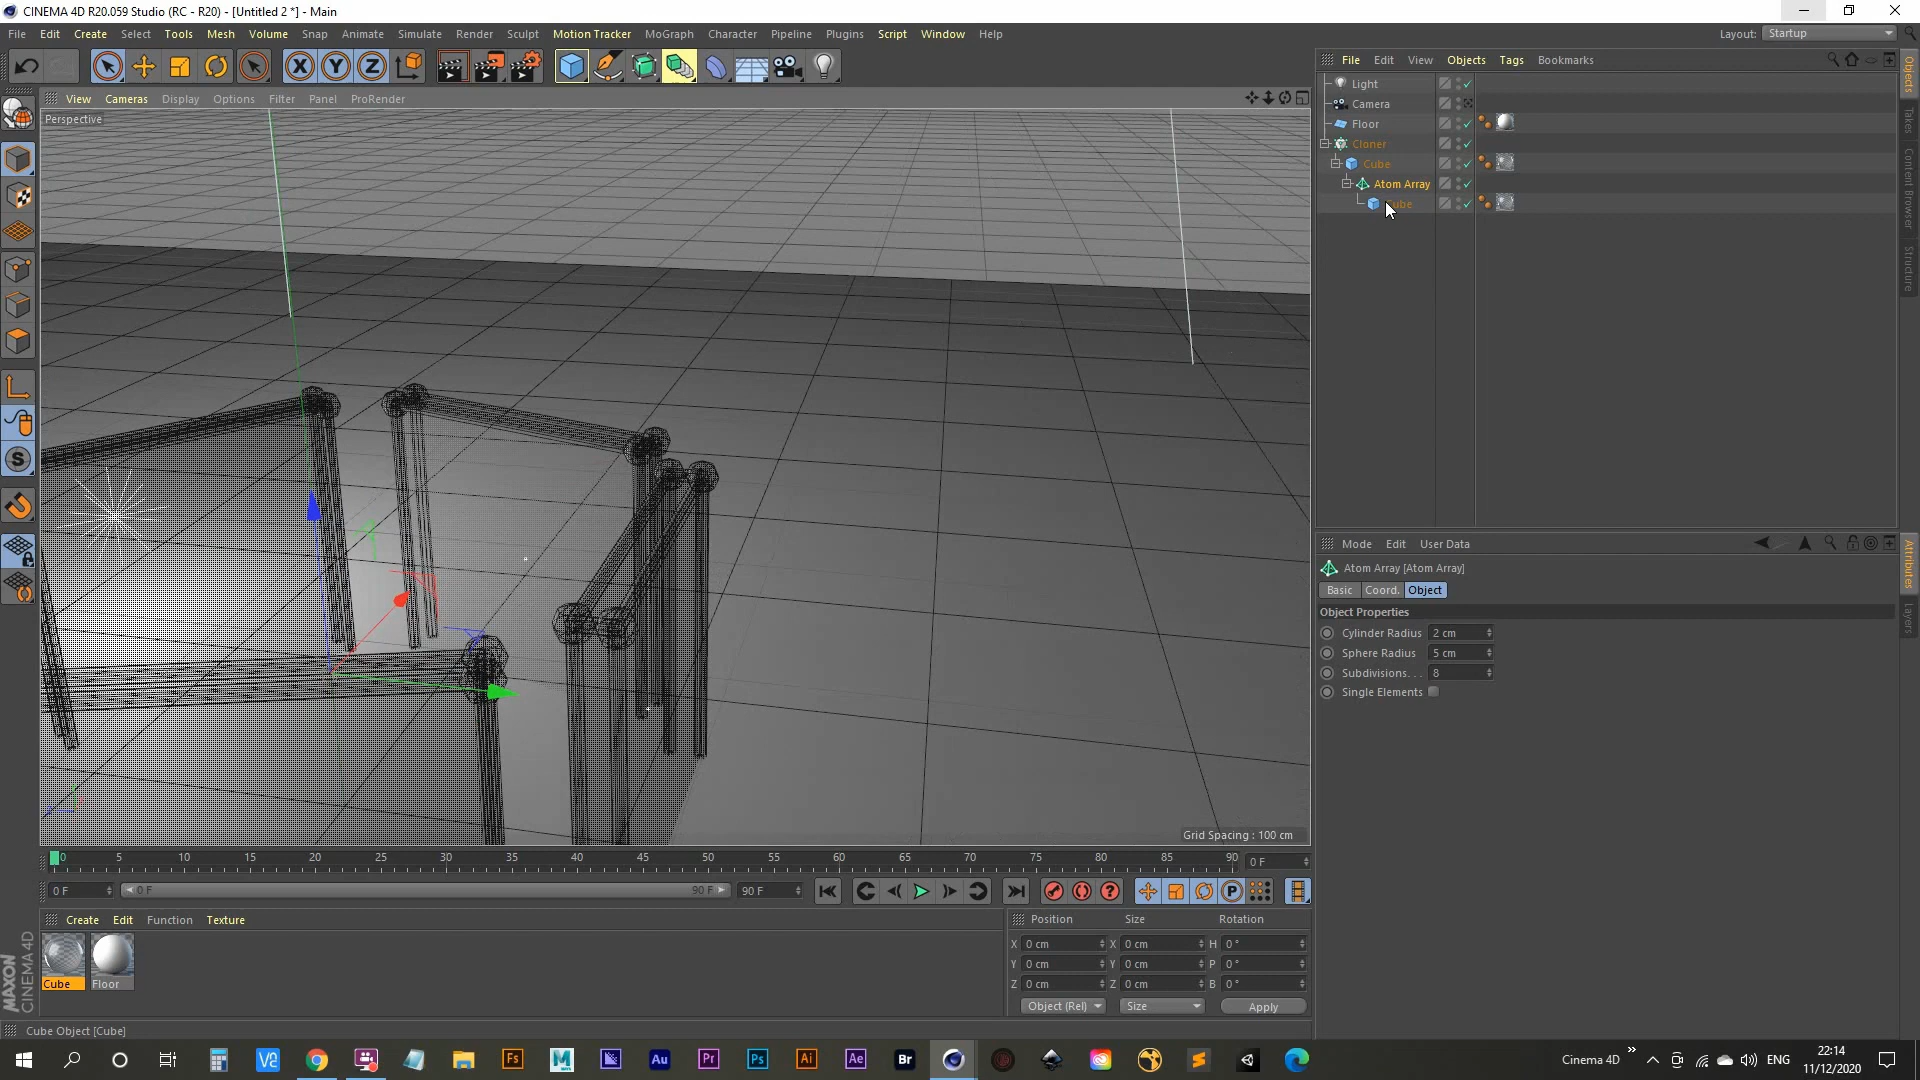 CINEMA 4D R20.059 Studio (RC - R20) - [Untitled 2 *] - Main
File Edit Create Select Tools Mesh Volume Snap Animate Simulate Render Sculpt Motion Tracker MoGraph Character Pipeline Plugins Script Window Help
Layout: Startup
View Cameras Display Options Filter Panel ProRender
Perspective
Grid Spacing : 100 cm
File Edit View Objects Tags Bookmarks
Light
Camera
Floor
Cloner
Cube
Atom Array
Objects
Takes
Content Browser
Structure
Mode Edit User Data
Atom Array [Atom Array]
Basic Coord. Object
Object Properties
Cylinder Radius 2 cm
Sphere Radius 5 cm
Subdivisions. . . 8
Single Elements
Attributes
Layers
0 5 10 15 20 25 30 35 40 45 50 55 60 65 70 75 80 85 90 0 F
0 F 0 F 90 F 90 F
Create Edit Function Texture
Cube Floor
Position Size Rotation
X 0 cm X 0 cm H 0 °
Y 0 cm Y 0 cm P 0 °
Z 0 cm Z 0 cm B 0 °
Object (Rel) Size Apply
MAXON
CINEMA 4D
Cube Object [Cube]
Cinema 4D ENG
22:14
11/12/2020